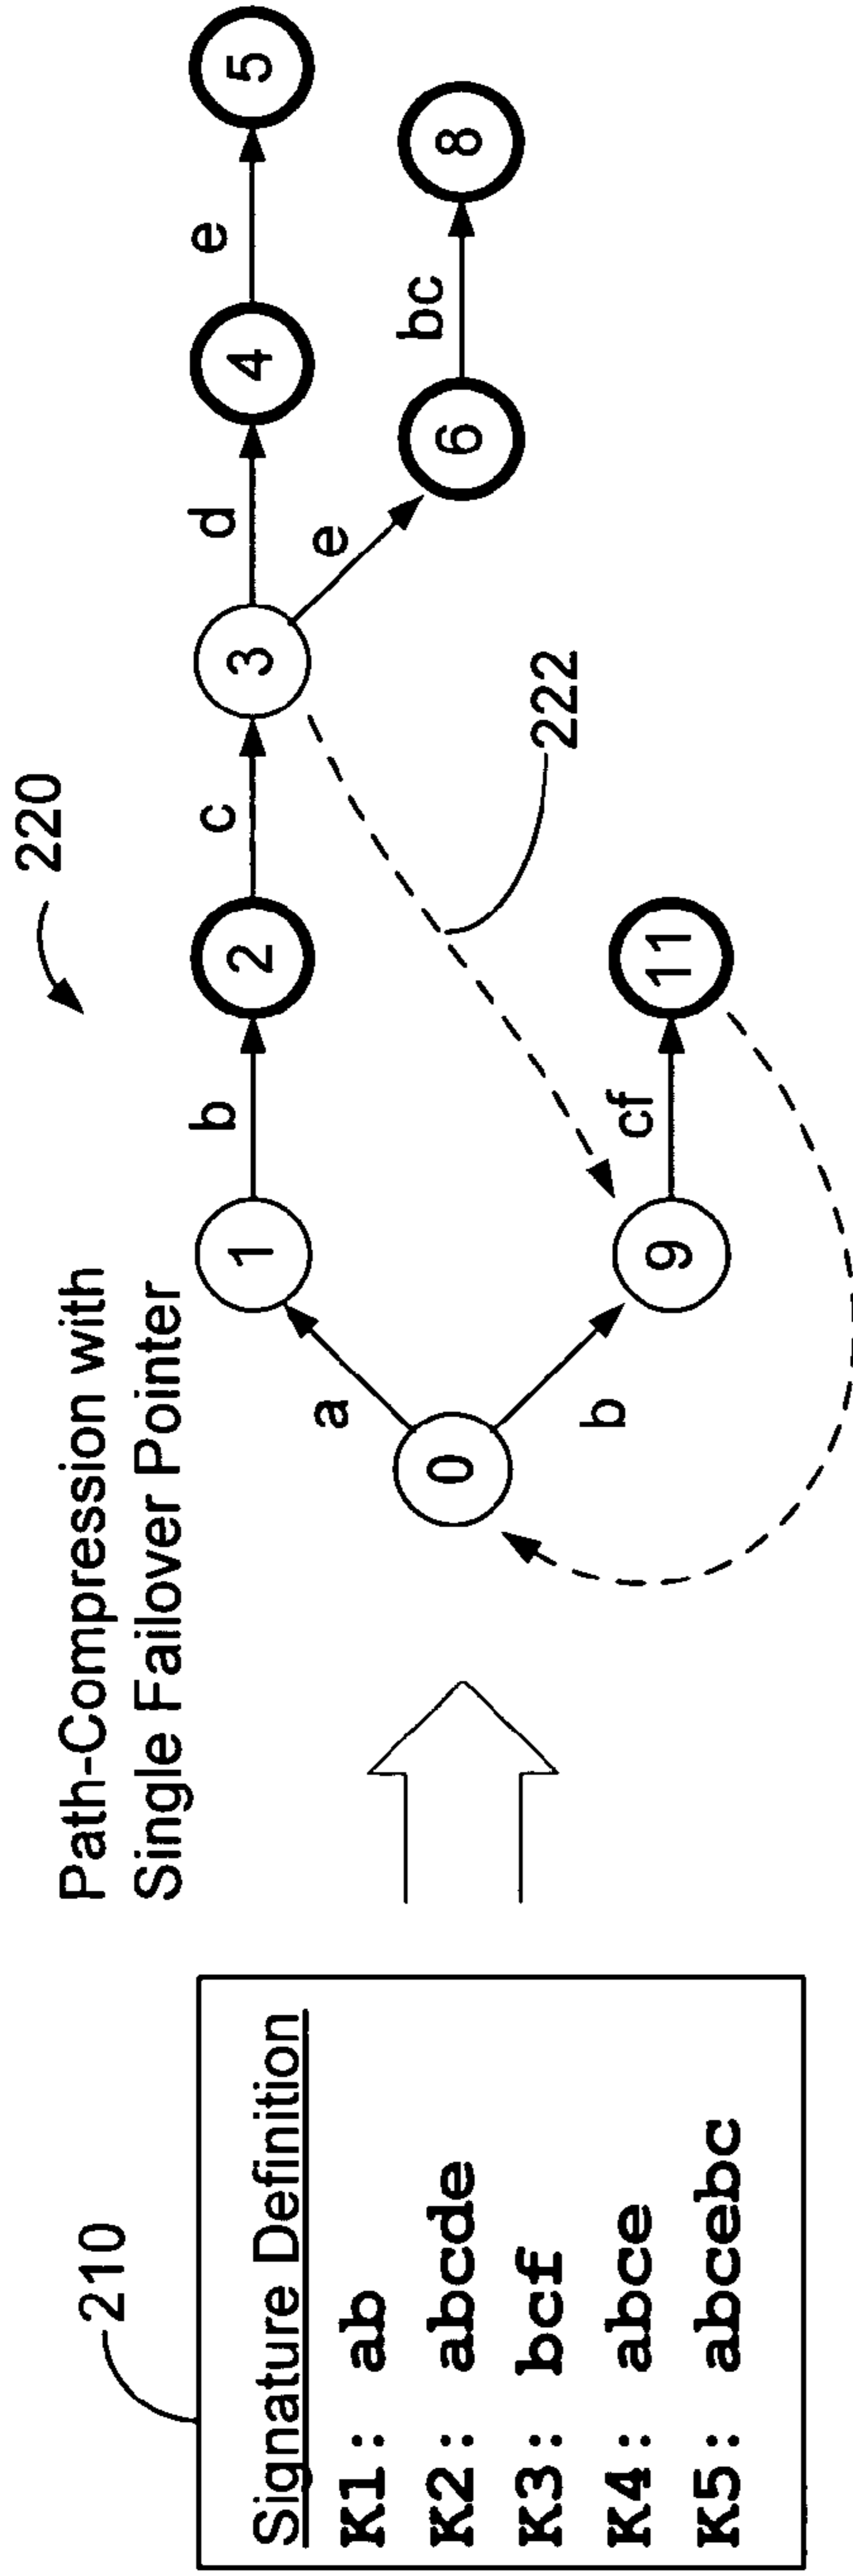 210
Signature Definition
K1: ab
K2: abcde
K3: bcf
K4: abce
K5: abcebc
Path-Compression with
Single Failover Pointer
220
0
a
b
1
b
2
c
3
d
4
e
5
e
6
bc
8
9
cf
11
222